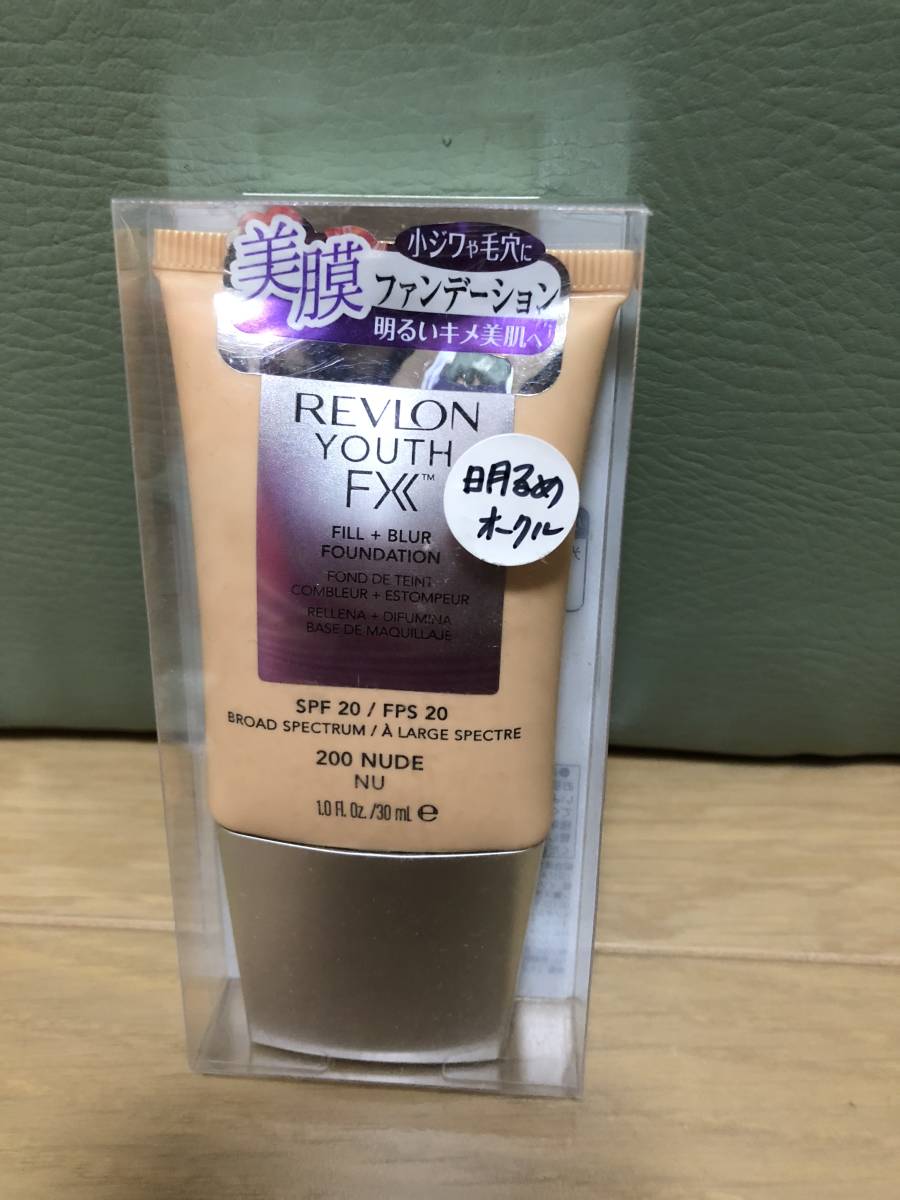 美膜
小ジワや毛穴に
ファンデーション
明るいキメ美肌へ
REVLON
YOUTH
FX™
FILL + BLUR
FOUNDATION
FOND DE TEINT
COMBLEUR + ESTOMPEUR
RELLENA + DIFUMINA
BASE DE MAQUILLAJE
明るめ
オークル
SPF 20 / FPS 20
BROAD SPECTRUM / À LARGE SPECTRE
200 NUDE
NU
1.0 Fl. Oz. /30 mL e